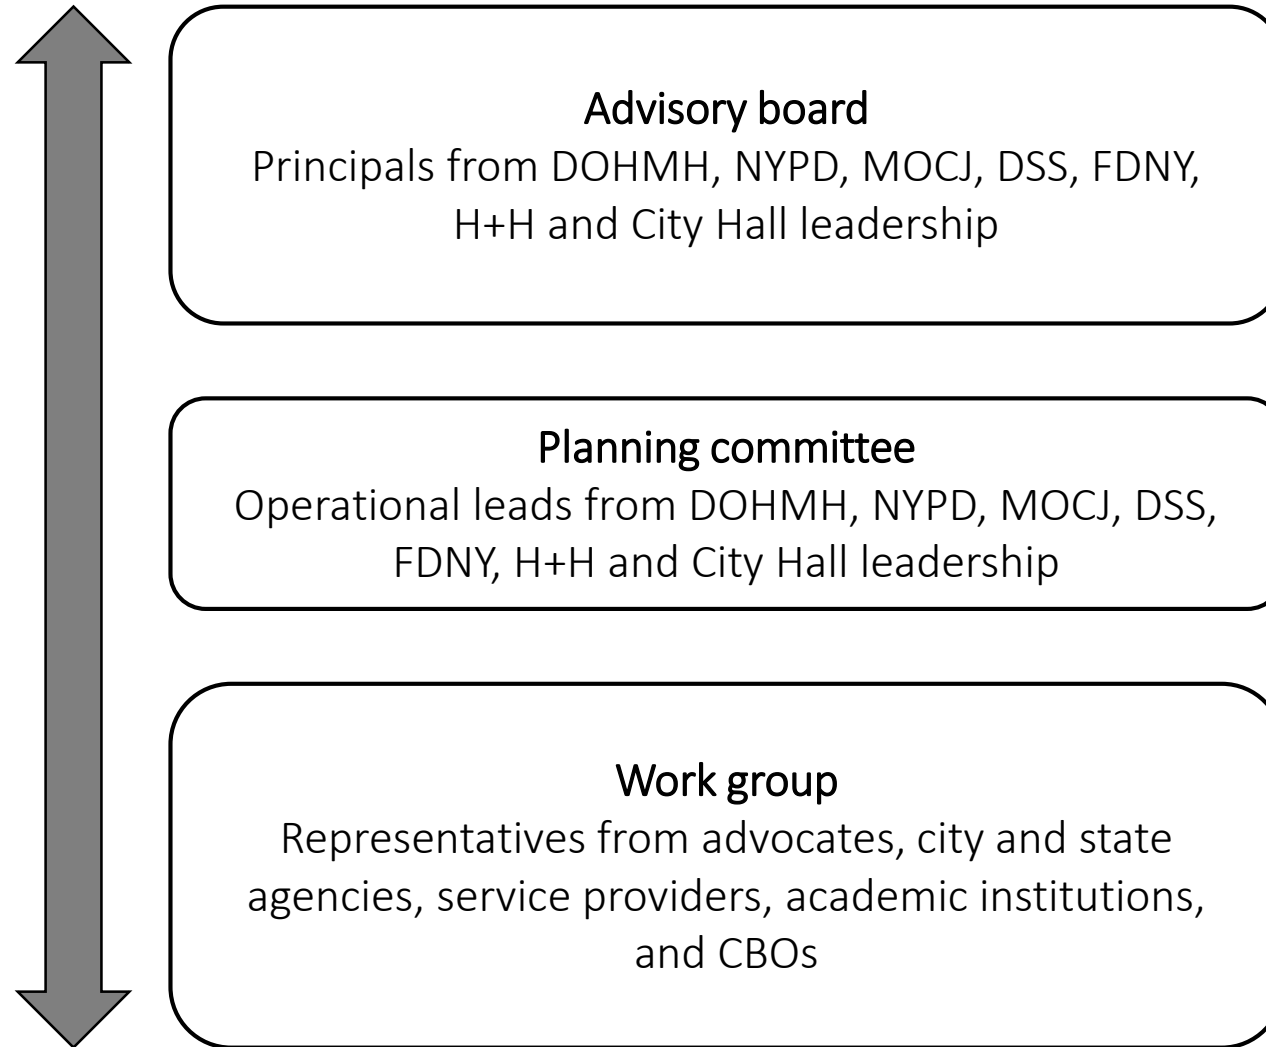 Advisory board
Principals from DOHMH, NYPD, MOCJ, DSS, FDNY,
H+H and City Hall leadership
Planning committee
Operational leads from DOHMH, NYPD, MOCJ, DSS,
FDNY, H+H and City Hall leadership
Work group
Representatives from advocates, city and state
agencies, service providers, academic institutions,
and CBOs